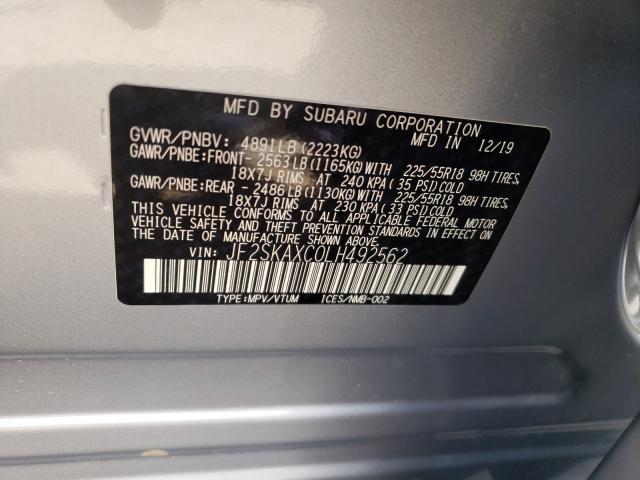 MFD BY SUBARU CORPORATION
MFD IN 12/19
GVWR/PNBV: 4891LB(2223KG)
GAWR/PNBE:FRONT-2563LB(1165KG)WITH 225/55R18 98H TIRES,
18X7J RIMS AT 240 KPA(35 PSI)COLD
GAWR/PNBE:REAR -2486LB(1130KG)WITH 225/55R18 98H TIRES,
18X7J RIMS AT 230 KPA(33 PSI)COLD
THIS VEHICLE CONFORMS TO ALL APPLICABLE FEDERAL MOTOR
VEHICLE SAFETY AND THEFT PREVENTION STANDARDS IN EFFECT ON
THE DATE OF MANUFACTURE SHOWN ABOVE.
VIN: JF2SKAXC0LH492562
TYPE:MPV/VTUM ICES/NMB-002